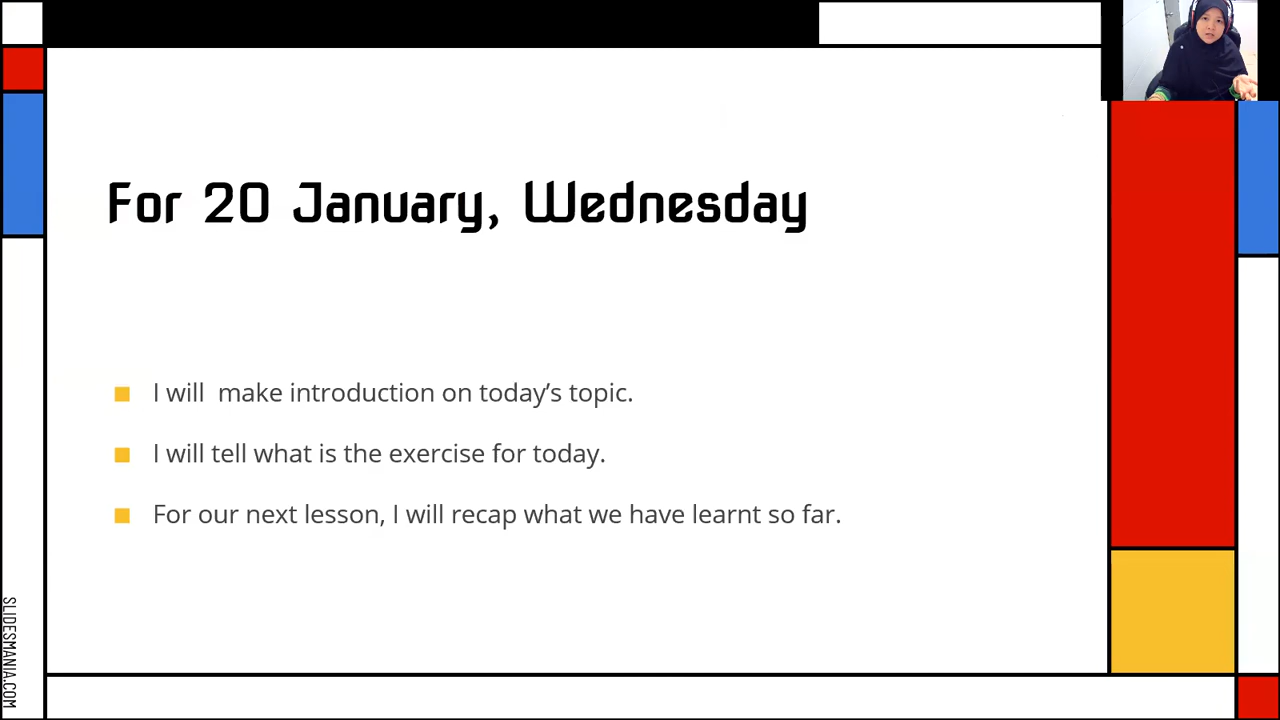 For 20 January, Wednesday
I will  make introduction on today’s topic.
I will tell what is the exercise for today.
For our next lesson, I will recap what we have learnt so far.
SLIDESMANIA.COM